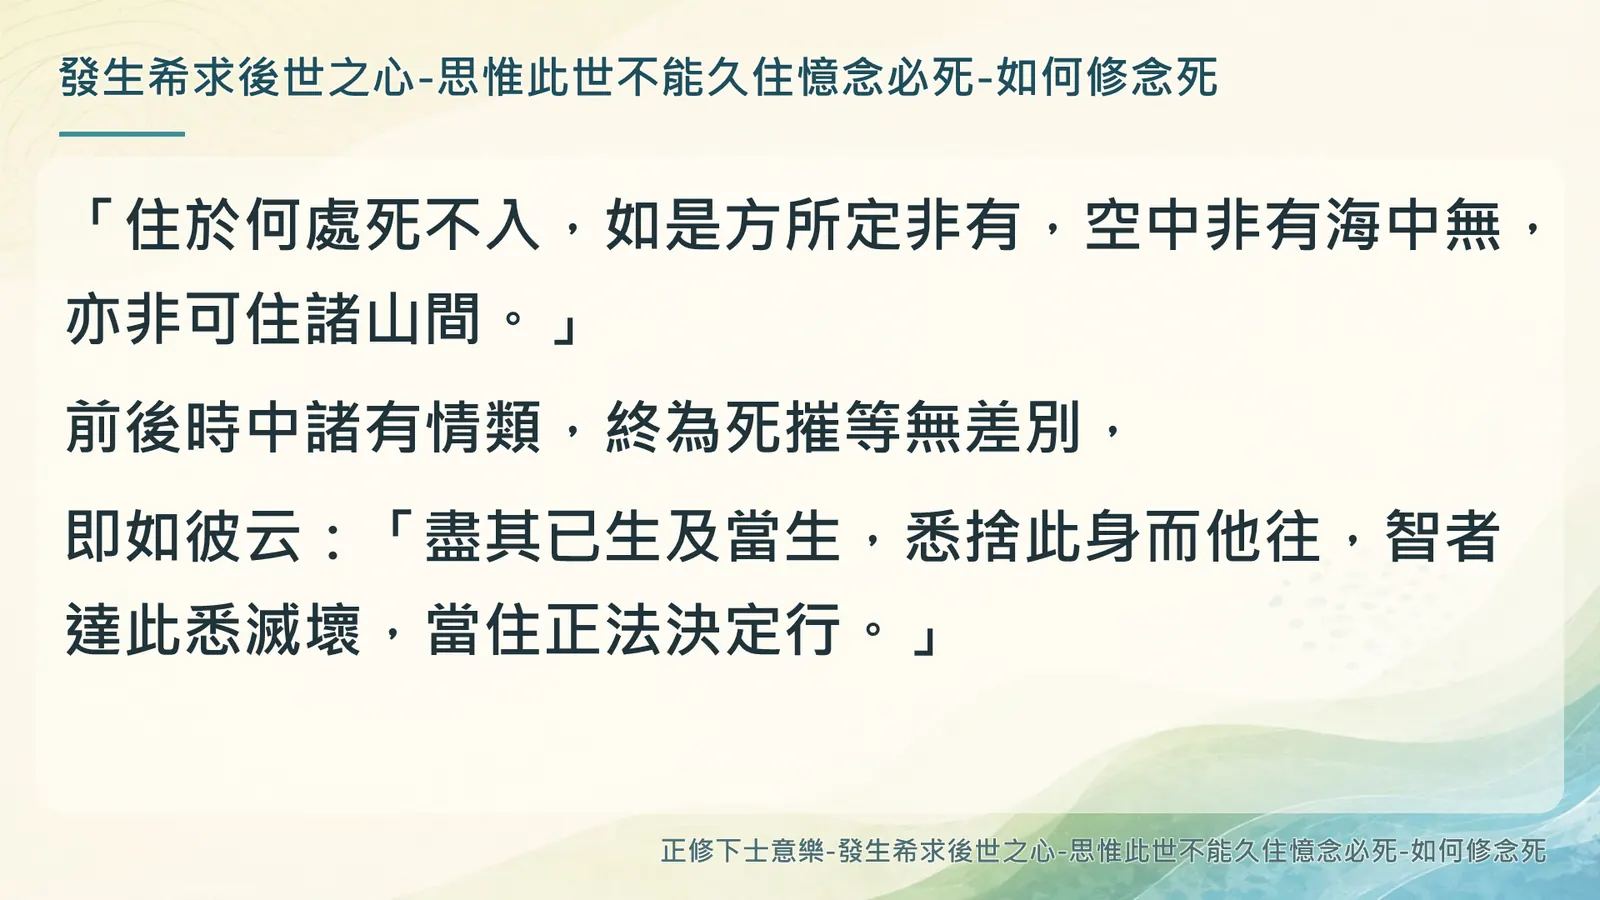 發生希求後世之心-思惟此世不能久住憶念必死-如何修念死
「住於何處死不入，如是方所定非有，空中非有海中無，
亦非可住諸山間。」
前後時中諸有情類，終為死摧等無差別，
即如彼云：「盡其已生及當生，悉捨此身而他往，智者
達此悉滅壞，當住正法決定行。」
正修下士意樂-發生希求後世之心-思惟此世不能久住憶念必死-如何修念死